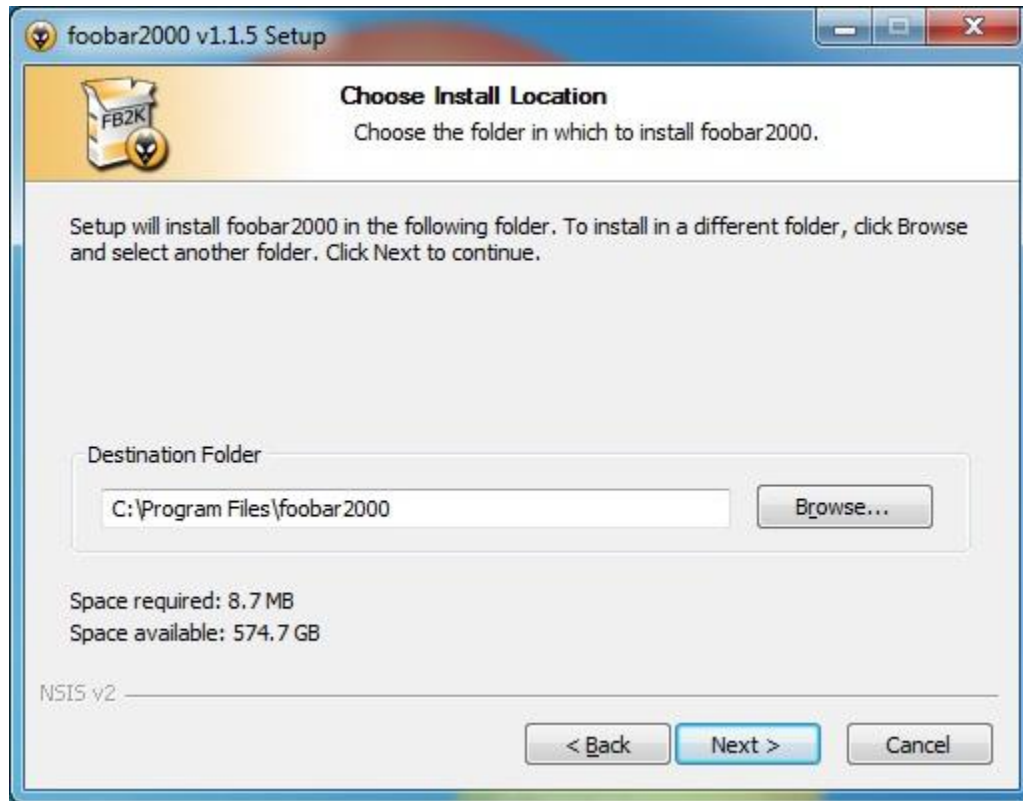 foobar2000 v1.1.5 Setup
FB2K
Choose Install Location
Choose the folder in which to install foobar2000.
Setup will install foobar2000 in the following folder. To install in a different folder, click Browse
and select another folder. Click Next to continue.
Destination Folder
C:\Program Files\foobar2000
Browse...
Space required: 8.7 MB
Space available: 574.7 GB
NSIS v2
< Back
Next >
Cancel